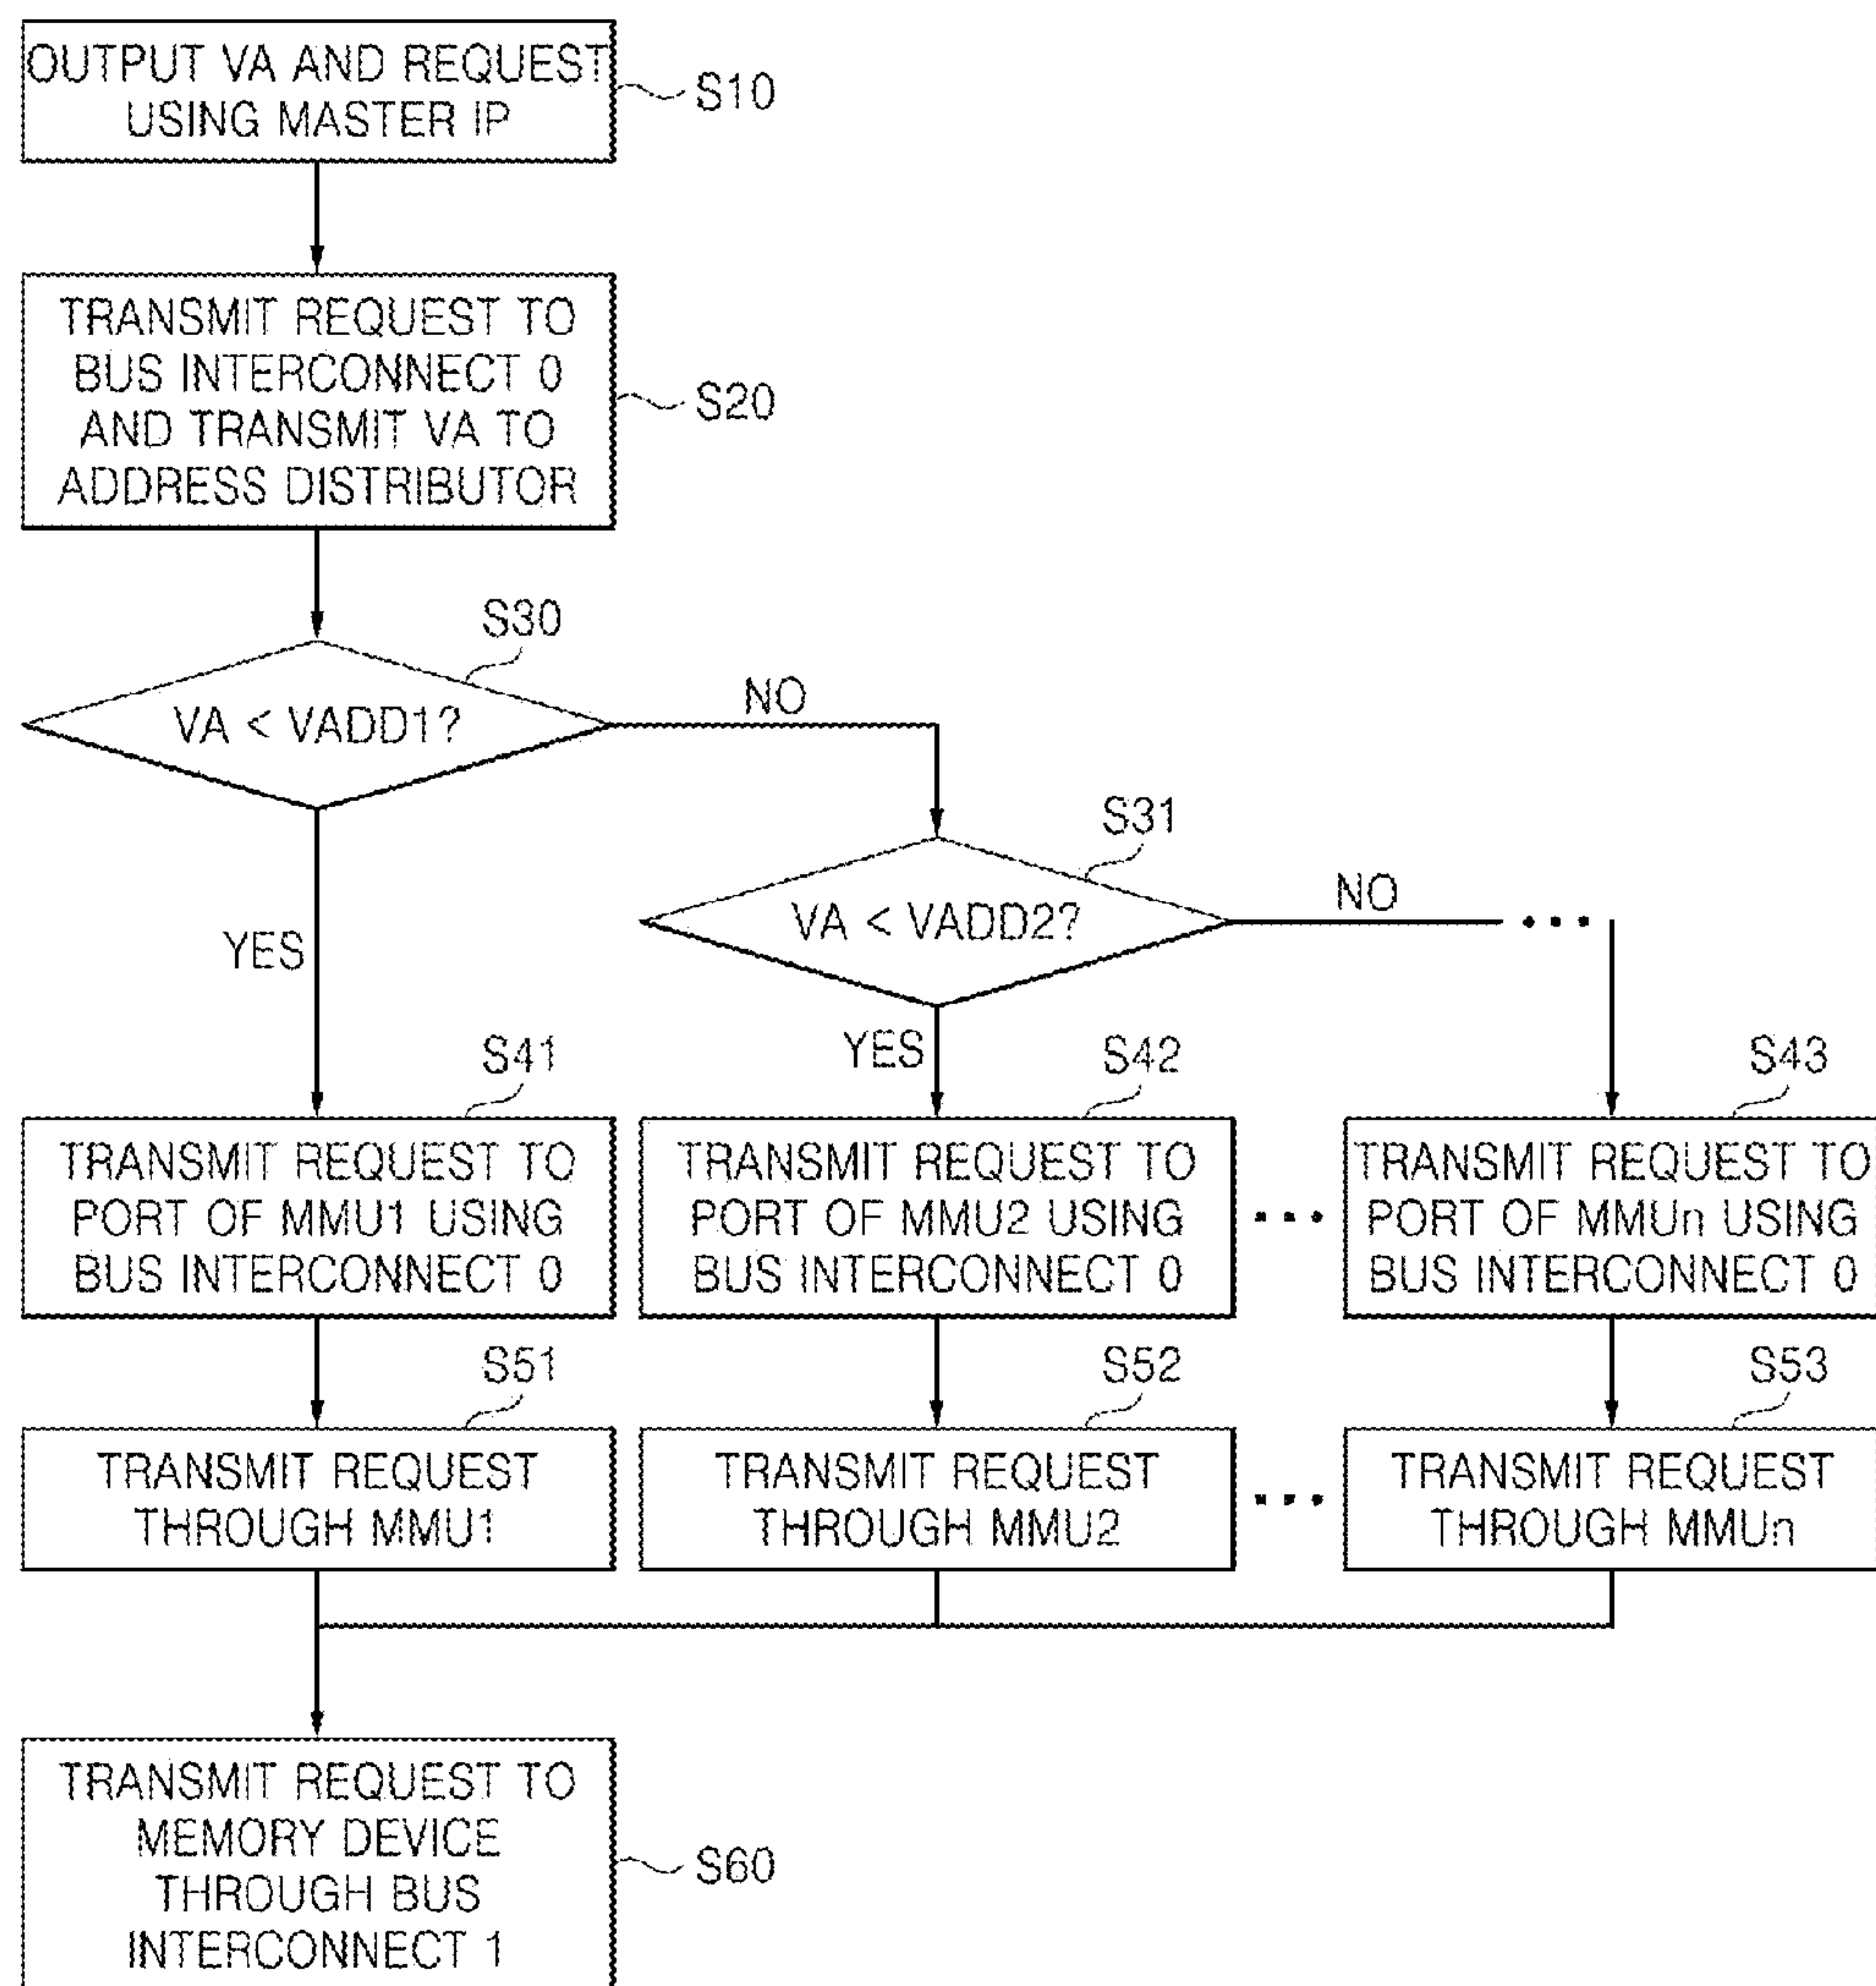 OUTPUT VA AND REQUEST
USING MASTER IP
S10
TRANSMIT REQUEST TO
BUS INTERCONNECT 0
AND TRANSMIT VA TO
ADDRESS DISTRIBUTOR
S20
S30
VA < VADD1?
NO
S31
VA < VADD2?
NO
...
YES
YES
S41
S42
S43
TRANSMIT REQUEST TO
PORT OF MMU1 USING
BUS INTERCONNECT 0
TRANSMIT REQUEST TO
PORT OF MMU2 USING
BUS INTERCONNECT 0
...
TRANSMIT REQUEST TO
PORT OF MMUn USING
BUS INTERCONNECT 0
S51
S52
S53
TRANSMIT REQUEST
THROUGH MMU1
TRANSMIT REQUEST
THROUGH MMU2
...
TRANSMIT REQUEST
THROUGH MMUn
TRANSMIT REQUEST TO
MEMORY DEVICE
THROUGH BUS
INTERCONNECT 1
S60